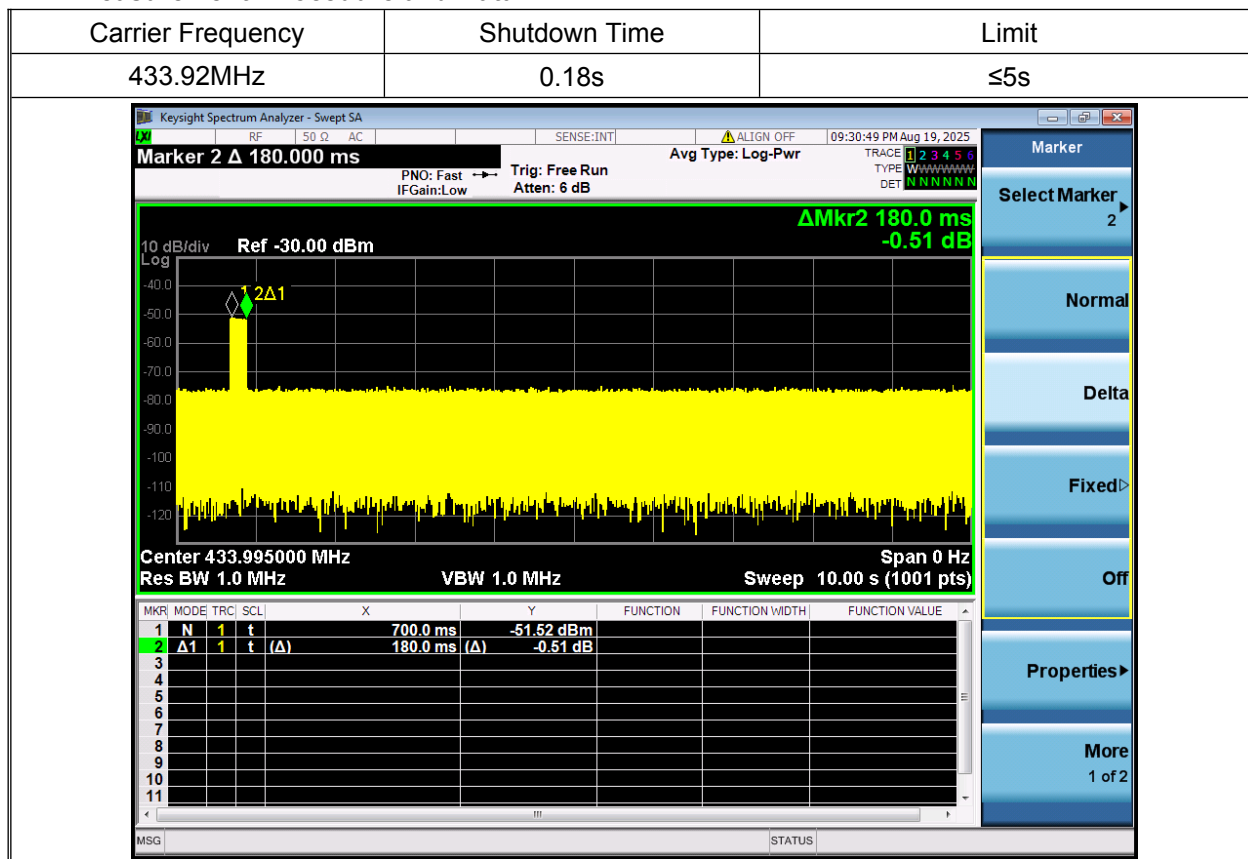 Carrier Frequency Shutdown Time Limit
433.92MHz 0.18s ≤5s
Keysight Spectrum Analyzer - Swept SA
LXI RF 50 Ω AC SENSE:INT ALIGN OFF 09:30:49 PM Aug 19, 2025
Marker 2 Δ 180.000 ms
PNO: Fast
IFGain:Low
Trig: Free Run
Atten: 6 dB
Avg Type: Log-Pwr
TRACE 1 2 3 4 5 6
TYPE WWWWWW
DET N N N N N N
ΔMkr2 180.0 ms
-0.51 dB
10 dB/div Ref -30.00 dBm
Log
-40.0
-50.0
-60.0
-70.0
-80.0
-90.0
-100
-110
-120
1 2Δ1
Center 433.995000 MHz Span 0 Hz
Res BW 1.0 MHz VBW 1.0 MHz Sweep 10.00 s (1001 pts)
MKR MODE TRC SCL X Y FUNCTION FUNCTION WIDTH FUNCTION VALUE
1 N 1 t 700.0 ms -51.52 dBm
2 Δ1 1 t (Δ) 180.0 ms (Δ) -0.51 dB
3
4
5
6
7
8
9
10
11
MSG STATUS
Marker
Select Marker
2
Normal
Delta
Fixed
Off
Properties
More
1 of 2